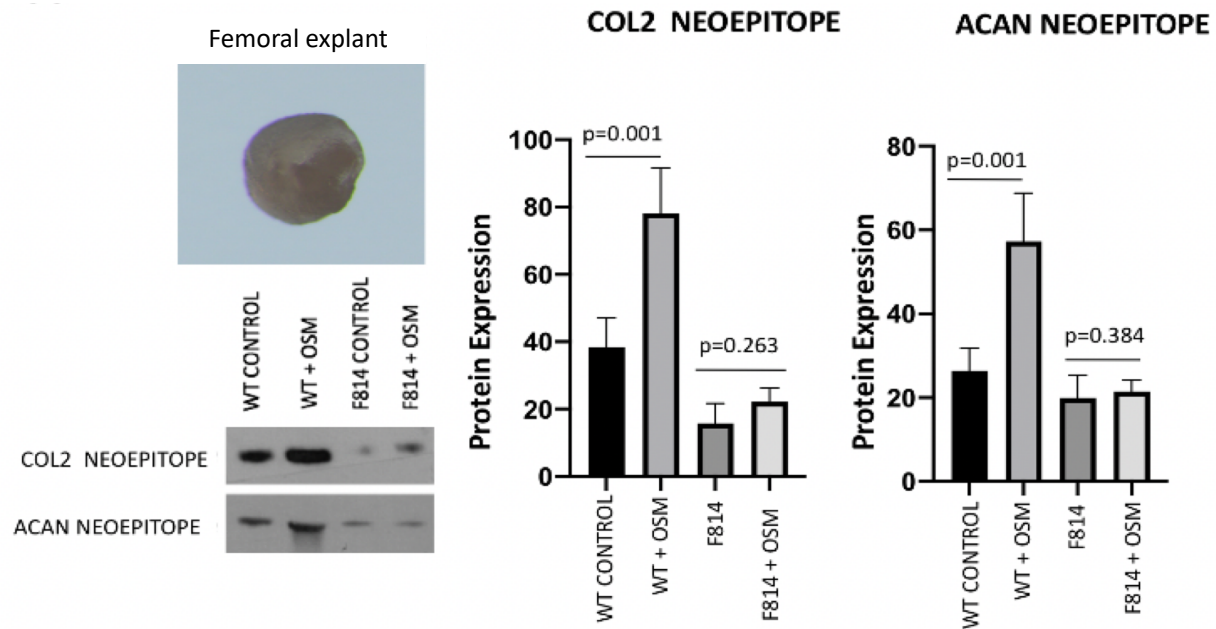 Femoral explant
WT CONTROL
WT + OSM
F814 CONTROL
F814 + OSM
COL2 NEOEPITOPE
ACAN NEOEPITOPE
COL2 NEOEPITOPE
Protein Expression
100
80
60
40
20
0
p=0.001
p=0.263
WT CONTROL
WT + OSM
F814
F814 + OSM
ACAN NEOEPITOPE
Protein Expression
80
60
40
20
0
p=0.001
p=0.384
WT CONTROL
WT + OSM
F814
F814 + OSM